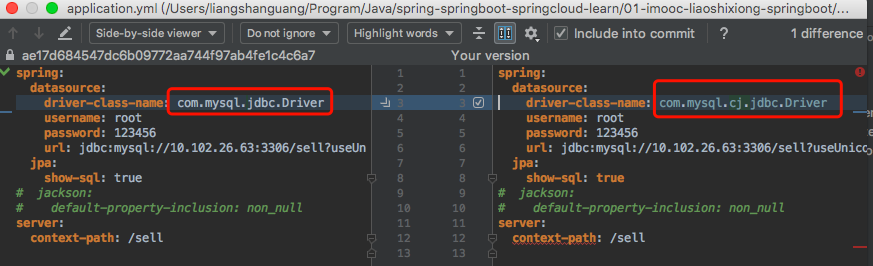 application.yml (/Users/liangshanguang/Program/Java/spring-springboot-springcloud-learn/01-imooc-liaoshixiong-springboot/...
Side-by-side viewer Do not ignore Highlight words Include into commit ? 1 difference
ae17d684547dc6b09772aa744f97ab4fe1c4c6a7 Your version
spring: 1 1 spring:
datasource: 2 2 datasource:
driver-class-name: com.mysql.jdbc.Driver 3 3 driver-class-name: com.mysql.cj.jdbc.Driver
username: root 4 4 username: root
password: 123456 5 5 password: 123456
url: jdbc:mysql://10.102.26.63:3306/sell?useUn 6 6 url: jdbc:mysql://10.102.26.63:3306/sell?useUnico
jpa: 7 7 jpa:
show-sql: true 8 8 show-sql: true
# jackson: 9 9 # jackson:
# default-property-inclusion: non_null 10 10 # default-property-inclusion: non_null
server: 11 11 server:
context-path: /sell 12 12 context-path: /sell
13 13